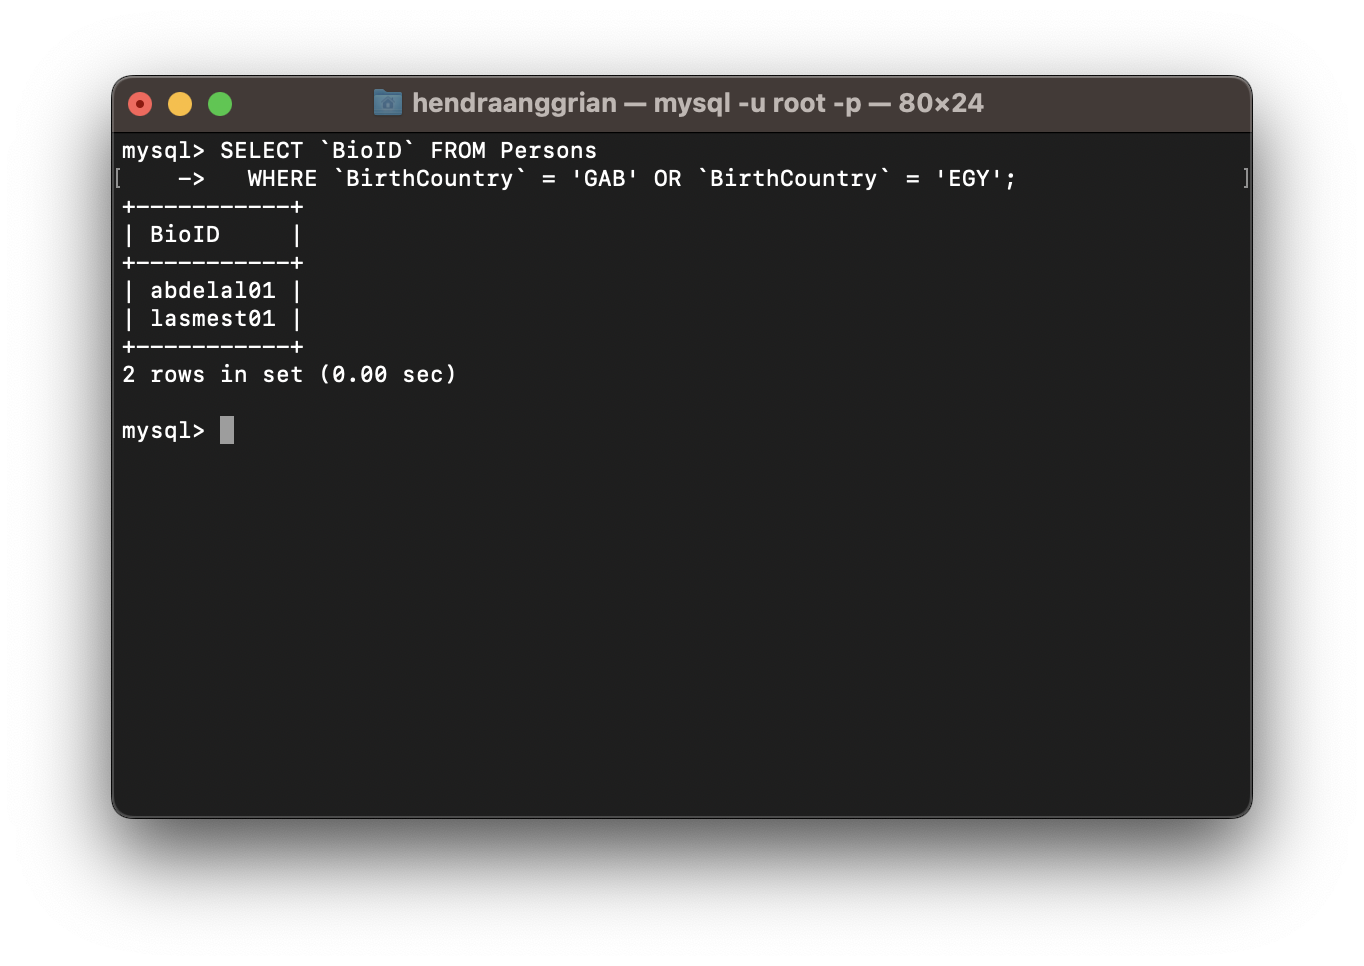 hendraanggrian — mysql -u root -p — 80×24
mysql> SELECT `BioID` FROM Persons
[    ->   WHERE `BirthCountry` = 'GAB' OR `BirthCountry` = 'EGY';                ]
+-----------+
| BioID     |
+-----------+
| abdelal01 |
| lasmest01 |
+-----------+
2 rows in set (0.00 sec)
mysql>